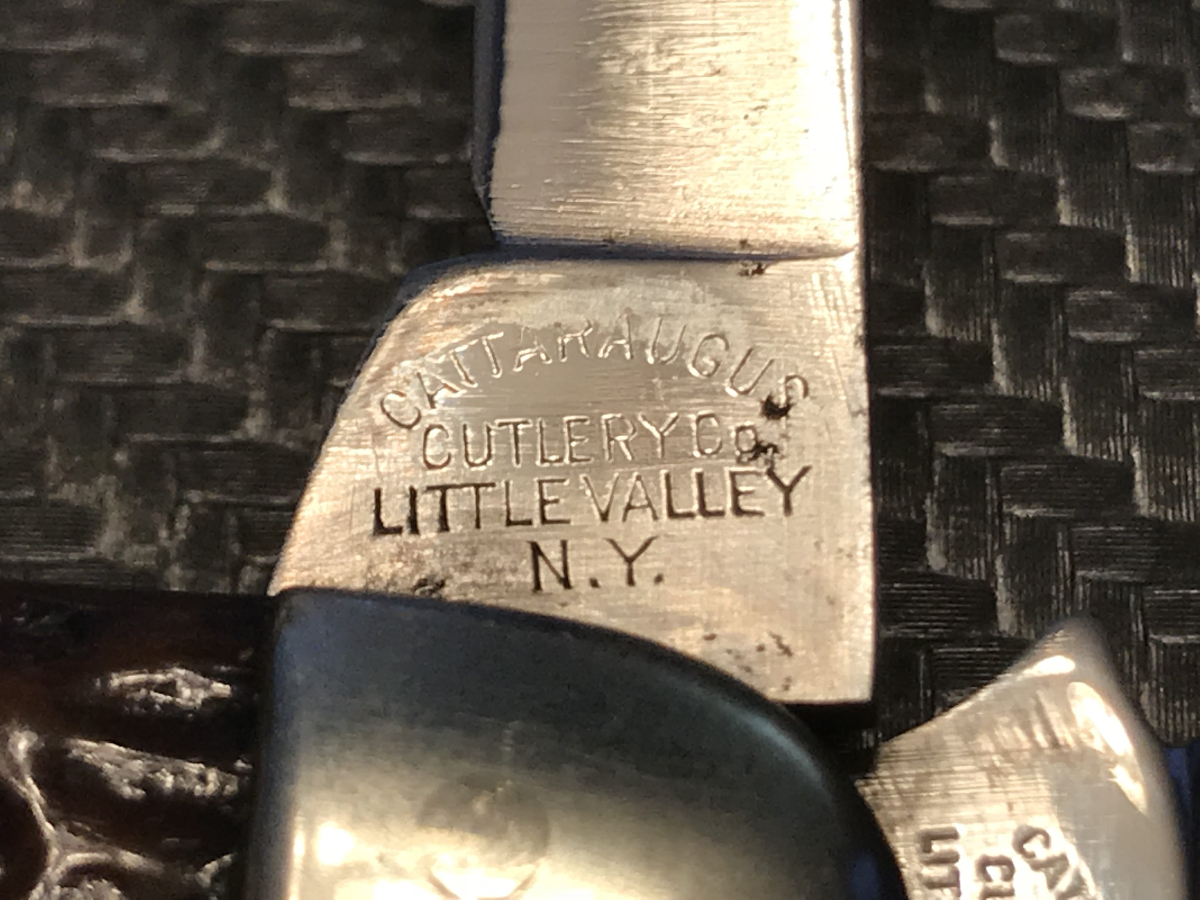 CATTARAUGUS
CUTLERY Co.
LITTLE VALLEY
N.Y.